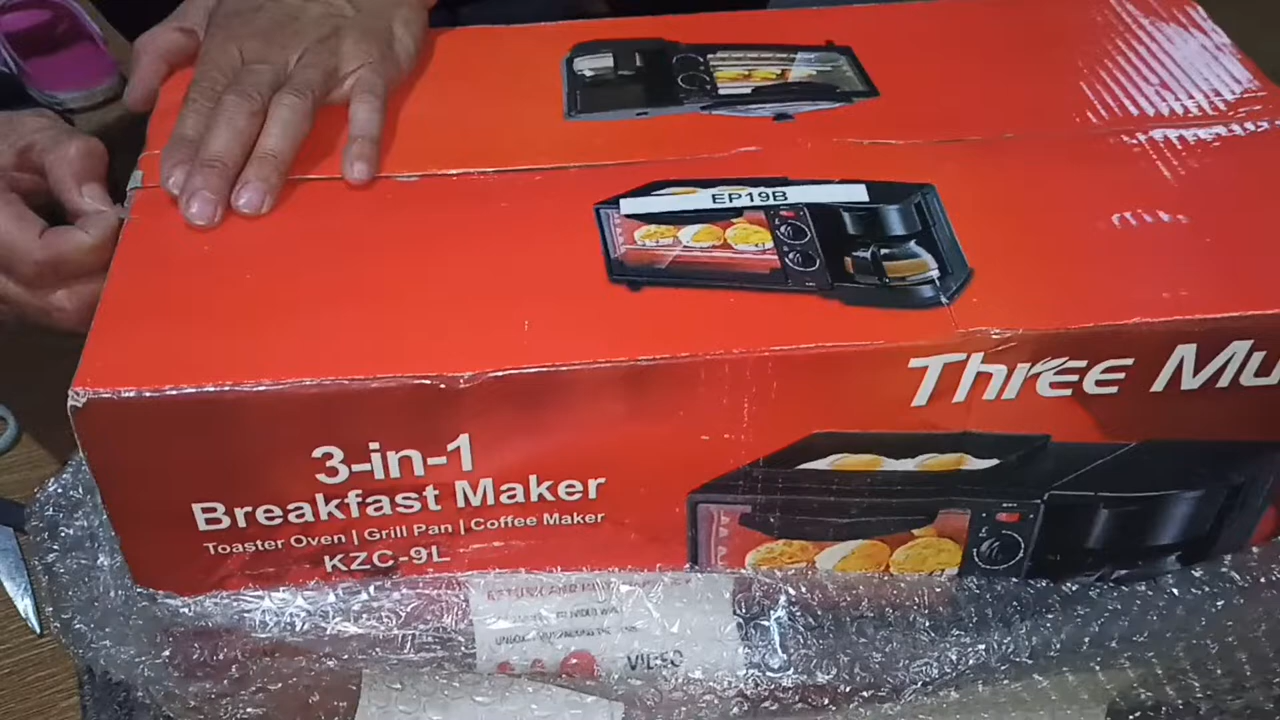 EP19B
Three Mu
3-in-1
Breakfast Maker
Toaster Oven | Grill Pan | Coffee Maker
KZC-9L
VIDEO